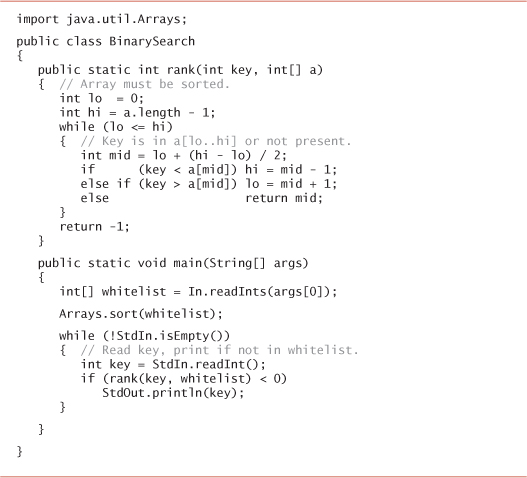 import java.util.Arrays;
public class BinarySearch
{
   public static int rank(int key, int[] a)
   {  // Array must be sorted.
      int lo  = 0;
      int hi = a.length - 1;
      while (lo <= hi)
      {  // Key is in a[lo..hi] or not present.
         int mid = lo + (hi - lo) / 2;
         if      (key < a[mid]) hi = mid - 1;
         else if (key > a[mid]) lo = mid + 1;
         else                   return mid;
      }
      return -1;
   }
   public static void main(String[] args)
   {
      int[] whitelist = In.readInts(args[0]);
      Arrays.sort(whitelist);
      while (!StdIn.isEmpty())
      {  // Read key, print if not in whitelist.
         int key = StdIn.readInt();
         if (rank(key, whitelist) < 0)
            StdOut.println(key);
      }
   }
}